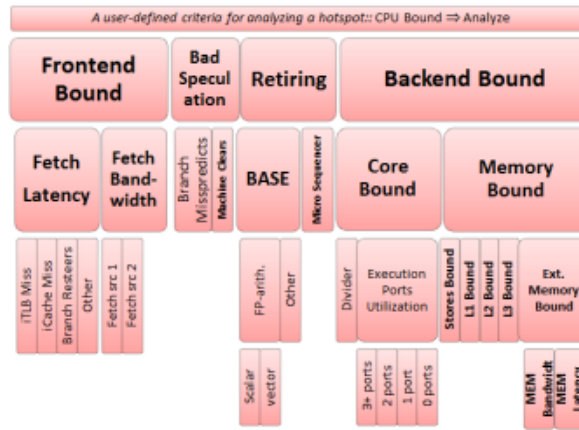 A user-defined criteria for analyzing a hotspot:: CPU Bound ⇒ Analyze
Frontend
Bound
Bad
Specul
ation
Retiring
Backend Bound
Fetch
Latency
Fetch
Band-
width
Branch
Misspredicts
Machine Clears
BASE
Micro Sequencer
Core
Bound
Memory
Bound
iTLB Miss
iCache Miss
Branch Resteers
Other
Fetch src 1
Fetch src 2
FP-arith.
Other
Divider
Execution
Ports
Utilization
Stores Bound
L1 Bound
L2 Bound
L3 Bound
Ext.
Memory
Bound
Scalar
vector
3+ ports
2 ports
1 port
0 ports
MEM
Bandwidt
MEM
Latency